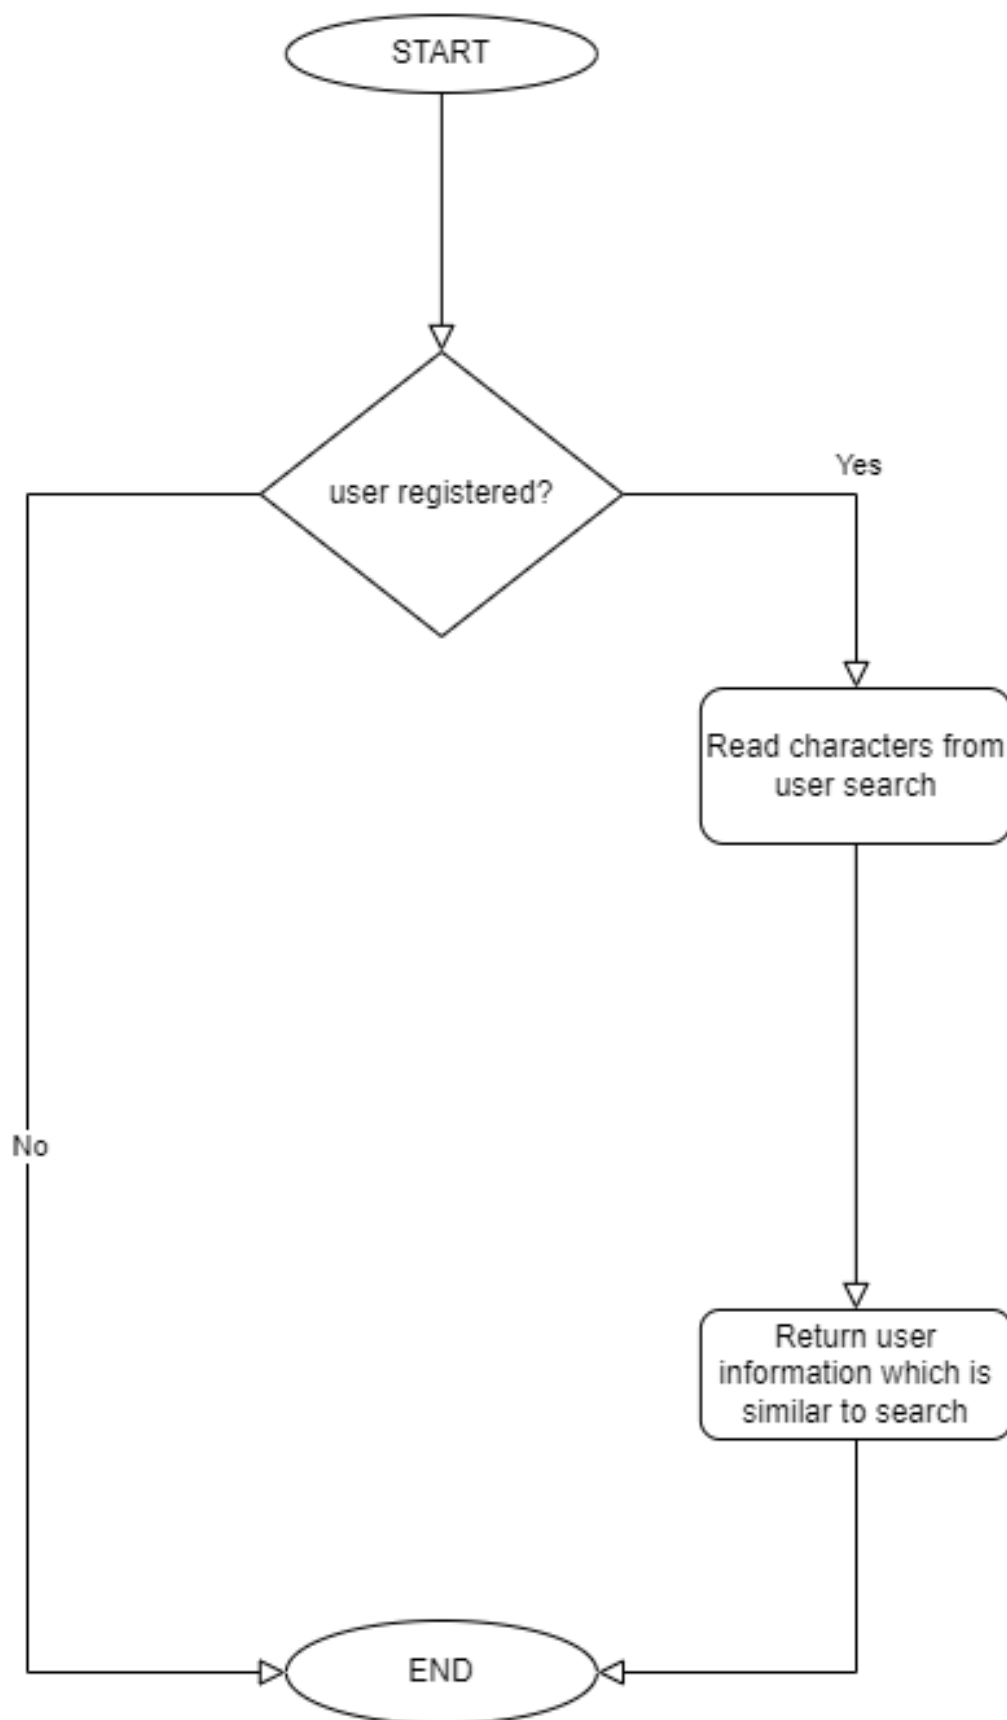 START
Yes
user registered?
Read characters from
user search
No
Return user
information which is
similar to search
END